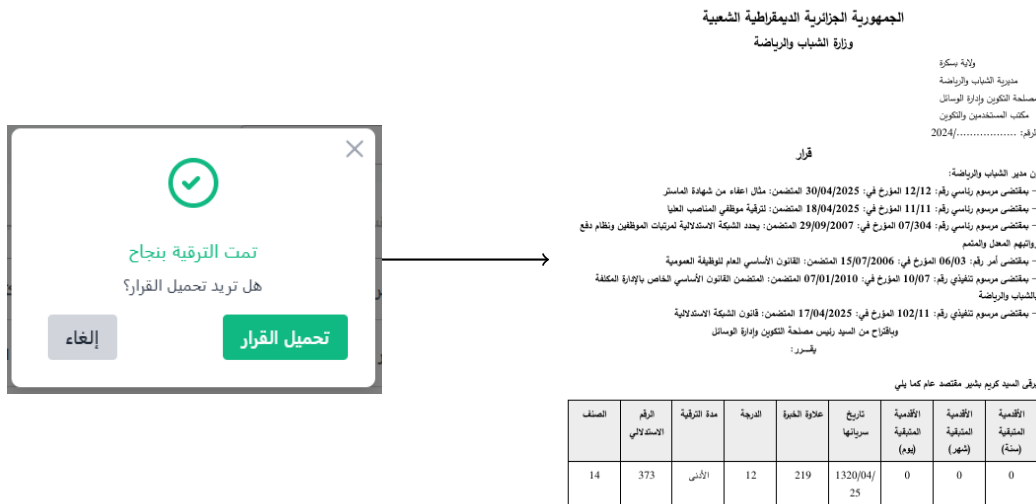 تمت الترقية بنجاح
هل تريد تحميل القرار؟
تحميل القرار
إلغاء
الجمهورية الجزائرية الديمقراطية الشعبية
وزارة الشباب والرياضة
ولاية بسكرة
مديرية الشباب والرياضة
مصلحة التكوين وإدارة الوسائل
مكتب المستخدمين والتكوين
الرقم: ................../2024
قرار
ن مدير الشباب والرياضة:
– بمقتضى مرسوم رئاسي رقم: 12/12 المؤرخ في: 30/04/2025 المتضمن: مثال اعفاء من شهادة الماستر
– بمقتضى مرسوم رئاسي رقم: 11/11 المؤرخ في: 18/04/2025 المتضمن: لترقية موظفي المناصب العليا
– بمقتضى مرسوم رئاسي رقم: 07/304 المؤرخ في: 29/09/2007 المتضمن: يحدد الشبكة الاستدلالية لمرتبات الموظفين ونظام دفع
رواتبهم المعدل والمتمم
– بمقتضى أمر رقم: 06/03 المؤرخ في: 15/07/2006 المتضمن: القانون الأساسي العام للوظيفة العمومية
– بمقتضى مرسوم تنفيذي رقم: 10/07 المؤرخ في: 07/01/2010 المتضمن: المتضمن القانون الأساسي الخاص بالإدارة المكلفة
بالشباب والرياضة
– بمقتضى مرسوم تنفيذي رقم: 102/11 المؤرخ في: 17/04/2025 المتضمن: قانون الشبكة الاستدلالية
وباقتراح من السيد رئيس مصلحة التكوين وإدارة الوسائل
يقــرر:
يرقى السيد كريم بشير مقتصد عام كما يلي
الأقدمية المتبقية (سنة) الأقدمية المتبقية (شهر) الأقدمية المتبقية (يوم) تاريخ سريانها علاوة الخبرة الدرجة مدة الترقية الرقم الاستدلالي الصنف
0 0 0 1320/04/25 219 12 الأدنى 373 14